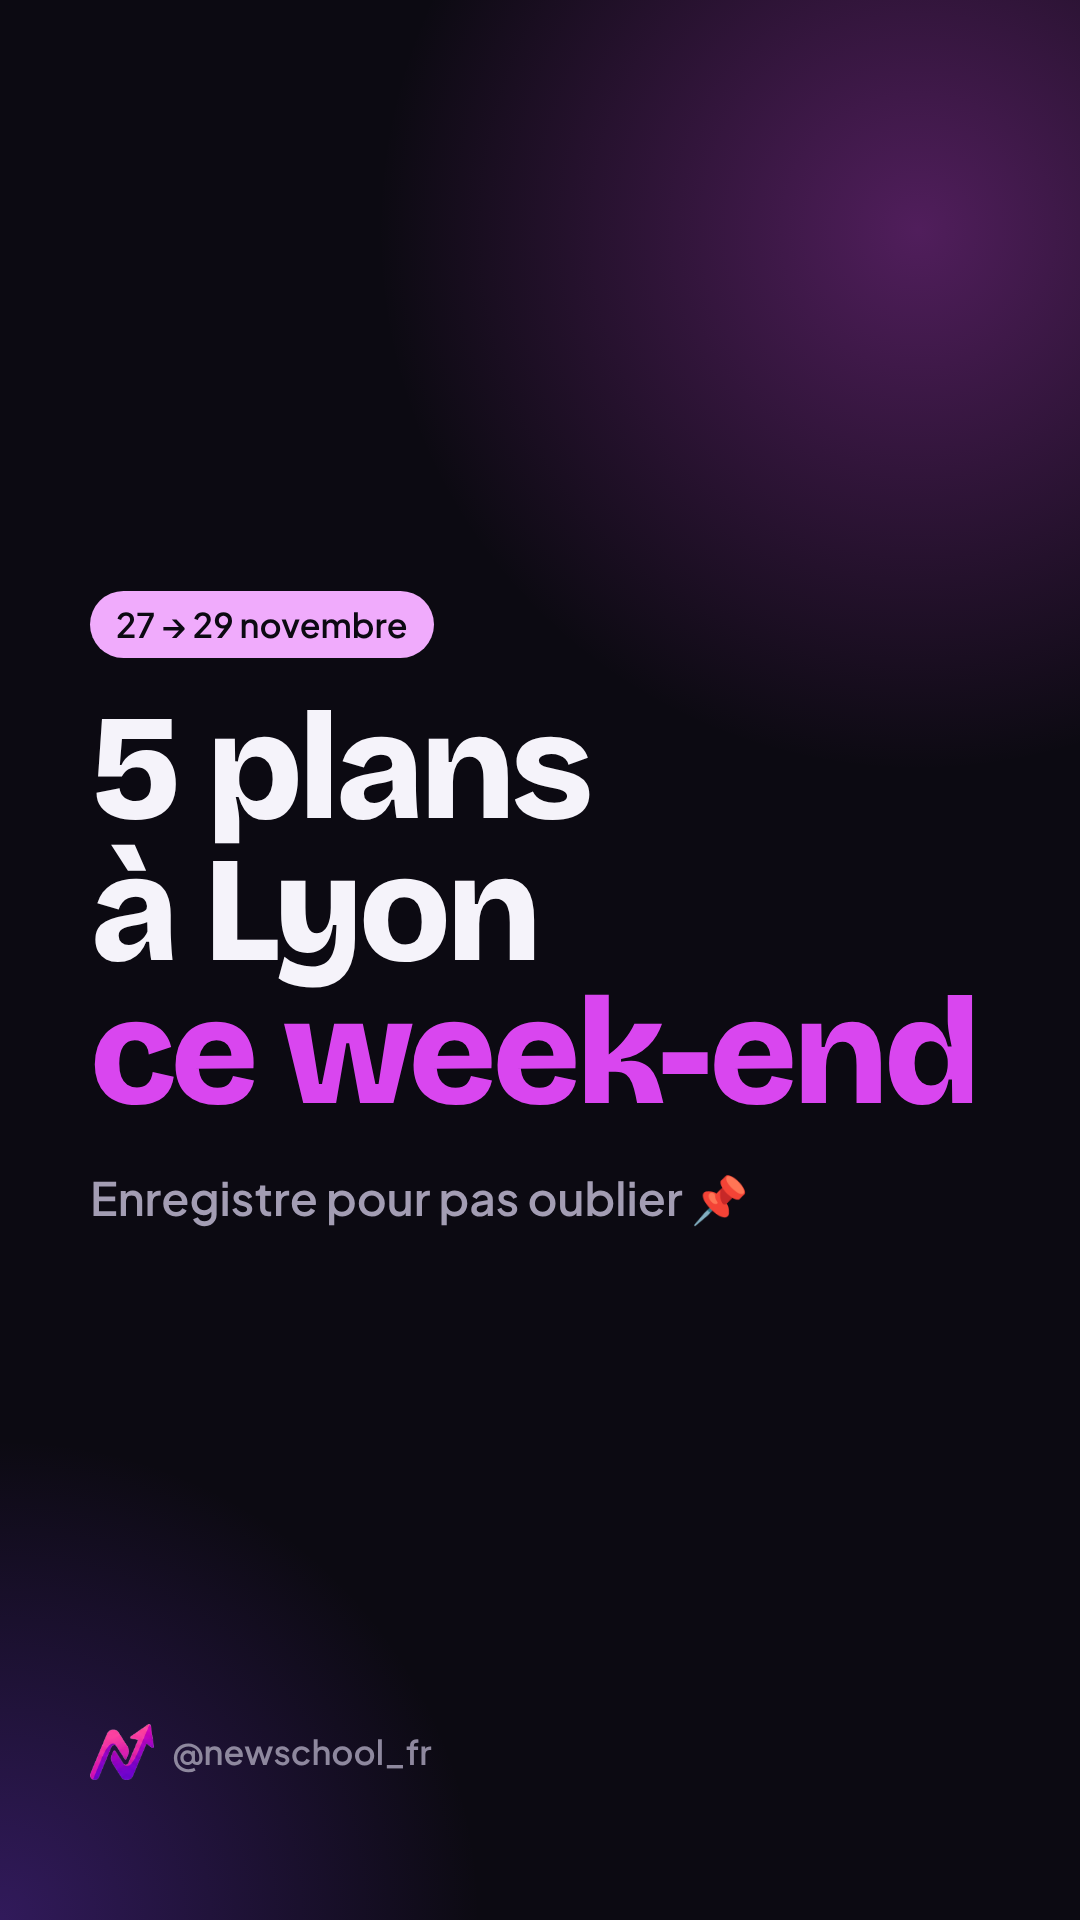 27 → 29 novembre
5 plans
à Lyon
ce week-end
Enregistre pour pas oublier 📌
@newschool_fr